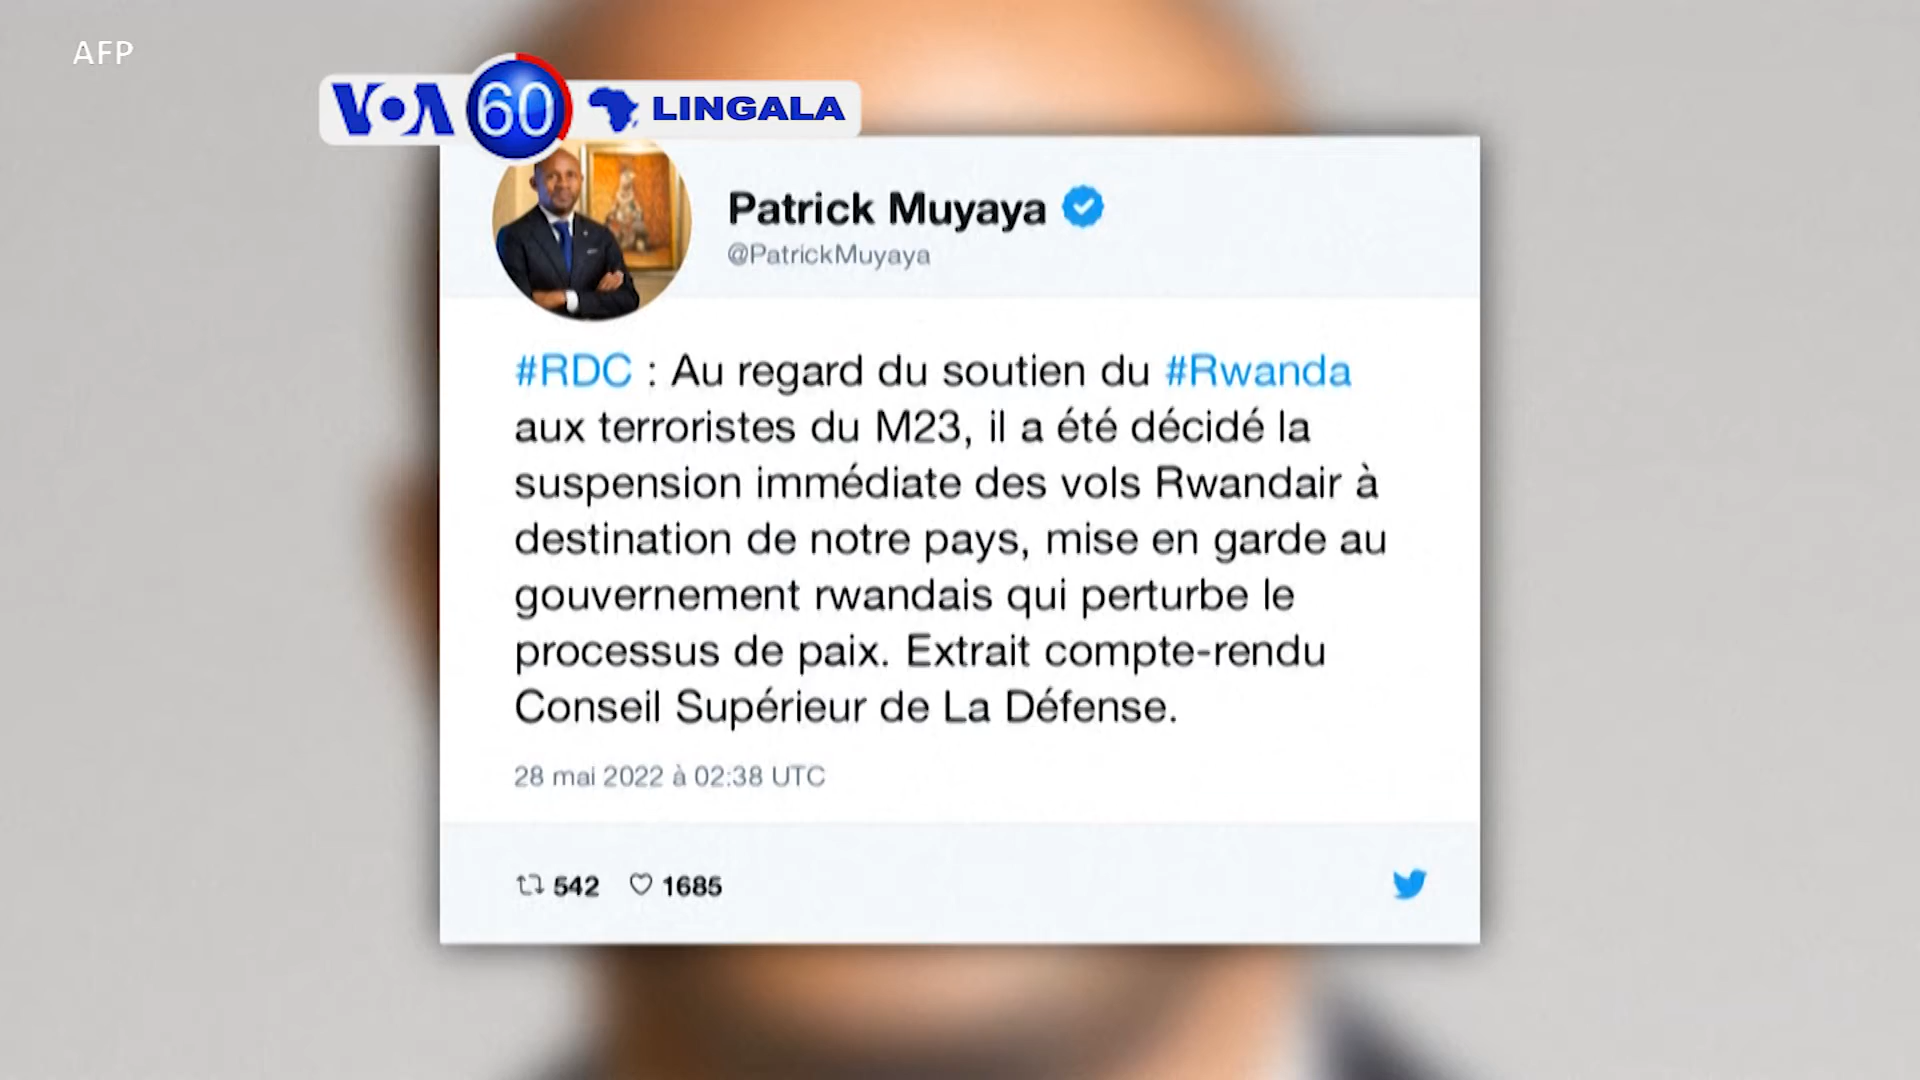 AFP
VOA 60 LINGALA
Patrick Muyaya
@PatrickMuyaya
#RDC : Au regard du soutien du #Rwanda
aux terroristes du M23, il a été décidé la
suspension immédiate des vols Rwandair à
destination de notre pays, mise en garde au
gouvernement rwandais qui perturbe le
processus de paix. Extrait compte-rendu
Conseil Supérieur de La Défense.
28 mai 2022 à 02:38 UTC
542 1685